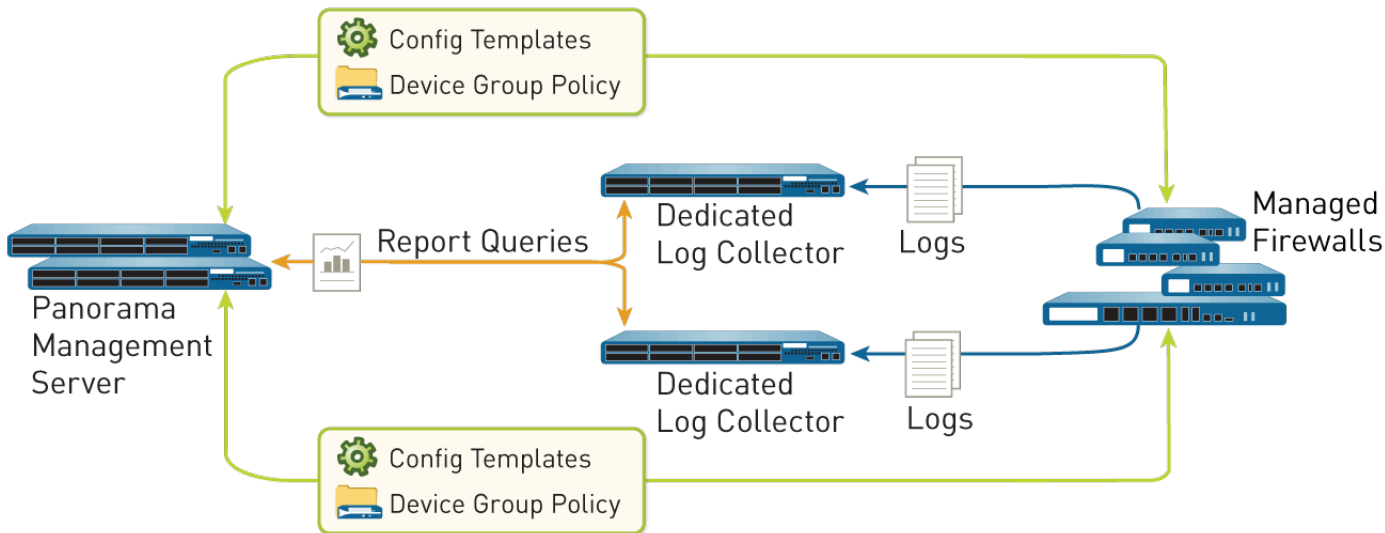 Config Templates
Device Group Policy
Dedicated
Log Collector
Logs
Managed
Firewalls
Report Queries
Panorama
Management
Server
Dedicated
Log Collector
Logs
Config Templates
Device Group Policy